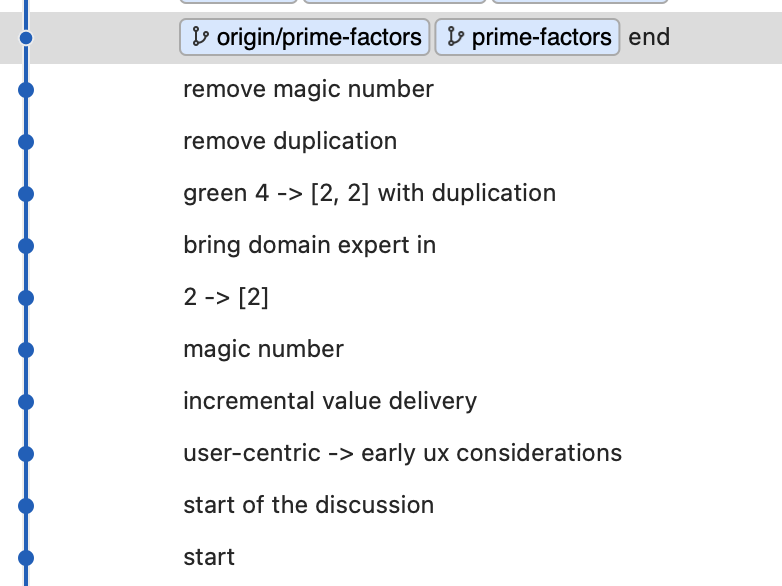 origin/prime-factors prime-factors end
remove magic number
remove duplication
green 4 -> [2, 2] with duplication
bring domain expert in
2 -> [2]
magic number
incremental value delivery
user-centric -> early ux considerations
start of the discussion
start